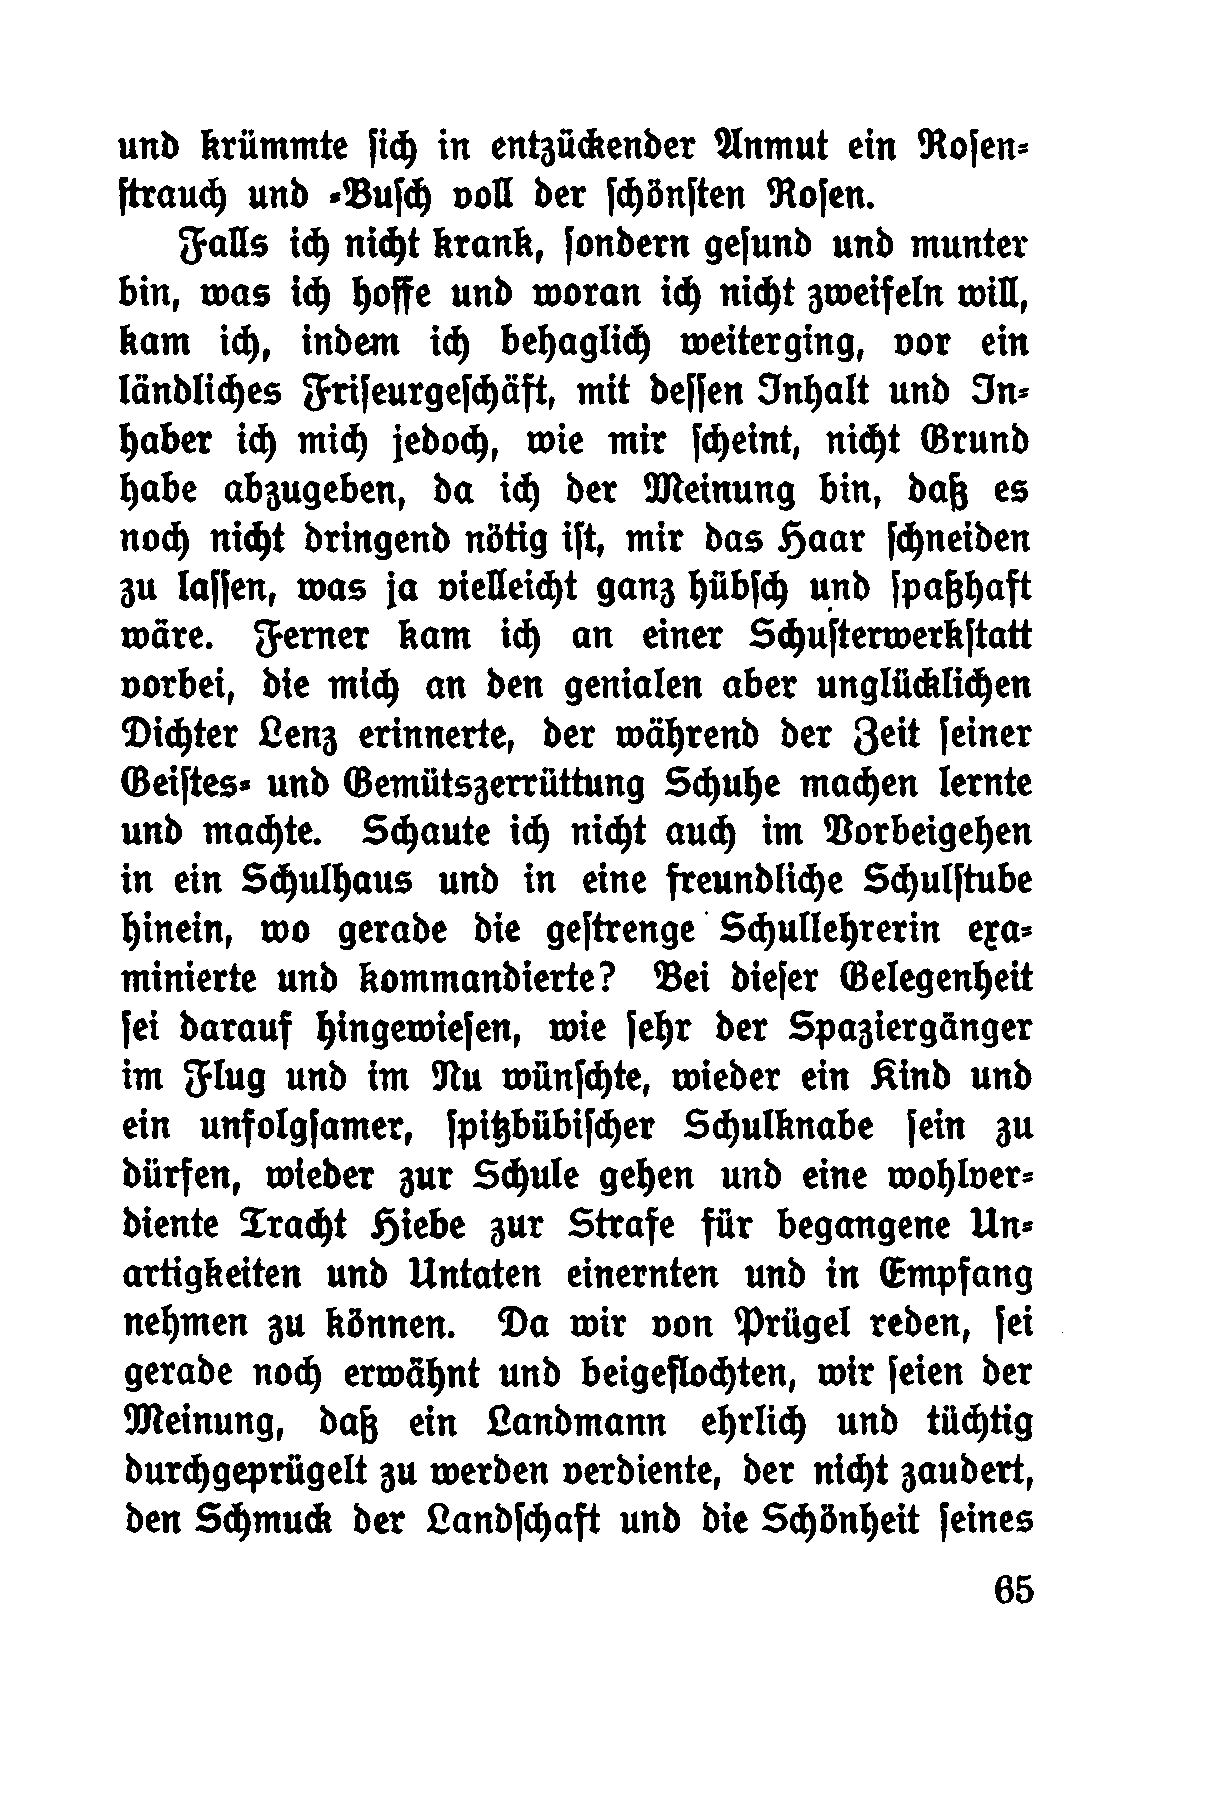 und krümmte ſich in entzückender Anmut ein Roſen⸗
ſtrauch und ⸗Buſch voll der ſchönſten Roſen.
Falls ich nicht krank, ſondern geſund und munter
bin, was ich hoffe und woran ich nicht zweifeln will,
kam ich, indem ich behaglich weiterging, vor ein
ländliches Friſeurgeſchäft, mit deſſen Inhalt und In⸗
haber ich mich jedoch, wie mir ſcheint, nicht Grund
habe abzugeben, da ich der Meinung bin, daß es
noch nicht dringend nötig iſt, mir das Haar ſchneiden
zu laſſen, was ja vielleicht ganz hübſch und ſpaßhaft
wäre. Ferner kam ich an einer Schuſterwerkſtatt
vorbei, die mich an den genialen aber unglücklichen
Dichter Lenz erinnerte, der während der Zeit ſeiner
Geiſtes⸗ und Gemütszerrüttung Schuhe machen lernte
und machte. Schaute ich nicht auch im Vorbeigehen
in ein Schulhaus und in eine freundliche Schulſtube
hinein, wo gerade die geſtrenge Schullehrerin exa⸗
minierte und kommandierte? Bei dieſer Gelegenheit
ſei darauf hingewieſen, wie ſehr der Spaziergänger
im Flug und im Nu wünſchte, wieder ein Kind und
ein unfolgſamer, ſpitzbübiſcher Schulknabe ſein zu
dürfen, wieder zur Schule gehen und eine wohlver⸗
diente Tracht Hiebe zur Strafe für begangene Un⸗
artigkeiten und Untaten einernten und in Empfang
nehmen zu können. Da wir von Prügel reden, ſei
gerade noch erwähnt und beigeflochten, wir ſeien der
Meinung, daß ein Landmann ehrlich und tüchtig
durchgeprügelt zu werden verdiente, der nicht zaudert,
den Schmuck der Landſchaft und die Schönheit ſeines
65